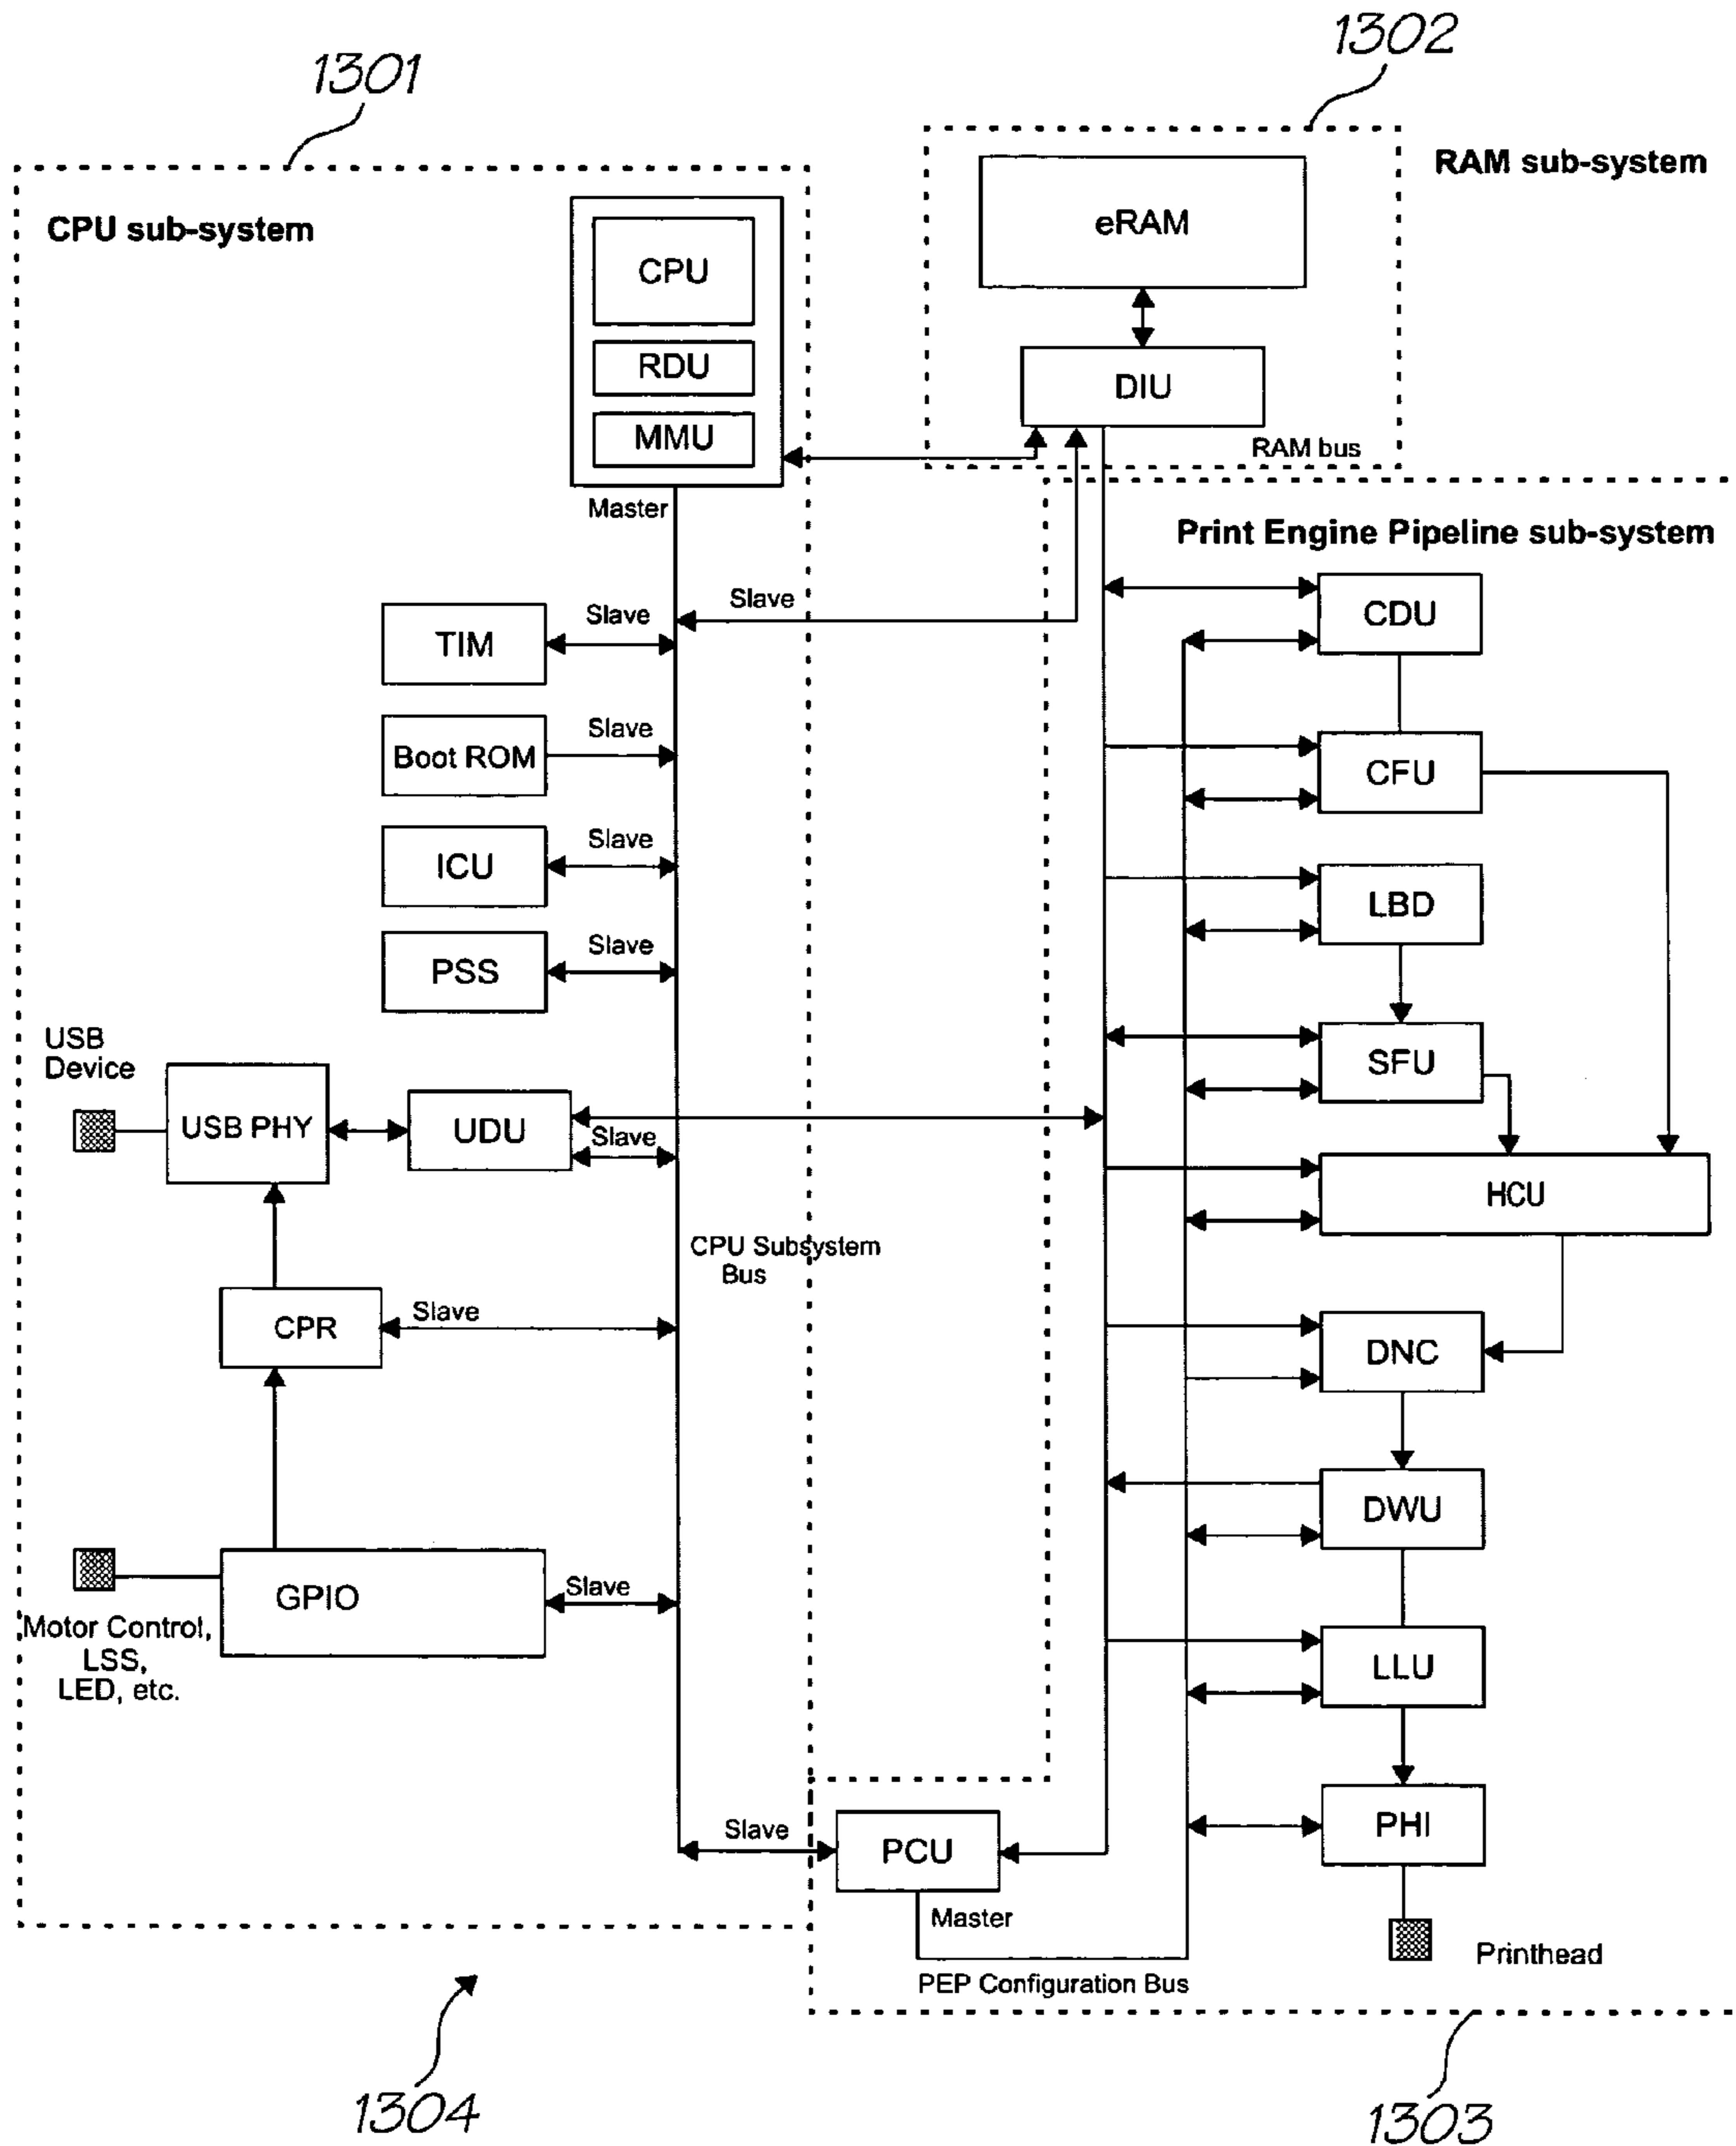 1302
1301
RAM sub-system
eRAM
CPU sub-system
CPU
RDU
DIU
MMU
RAM bus
Master
Print Engine Pipeline sub-system
Slave
Slave
CDU
TIM
Slave
Boot ROM
CFU
Slave
ICU
LBD
Slave
PSS
USB
Device
SFU
USB PHY
UDU
Slave
HCU
CPU Subsystem
Bus
Slave
CPR
DNC
DWU
Slave
GPIO
Motor Control,
LSS,
LED, etc.
LLU
PHI
Slave
PCU
Master
Printhead
PEP Configuration Bus
1304
1303